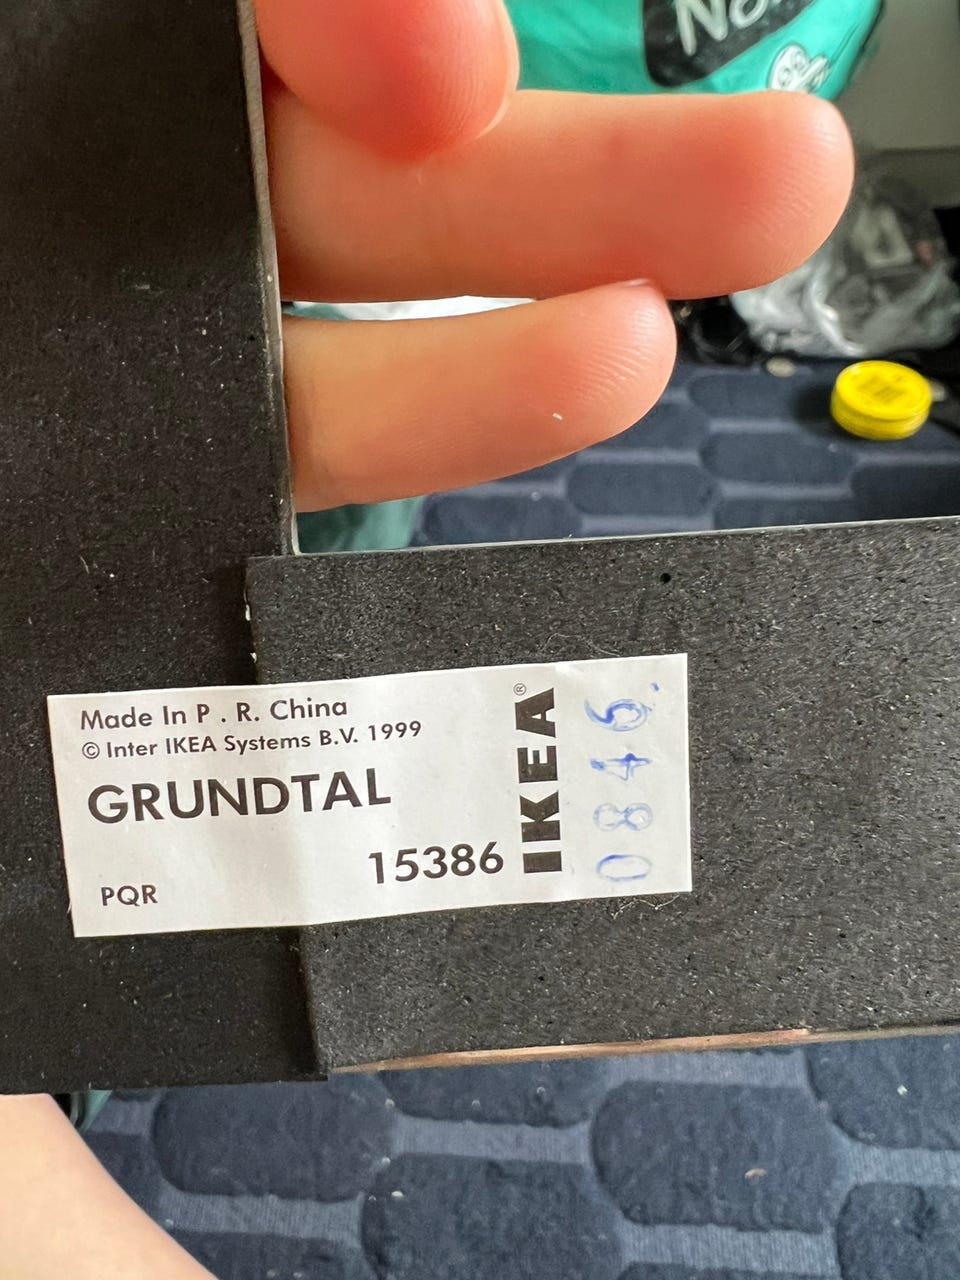 Made In P . R. China
© Inter IKEA Systems B.V. 1999
GRUNDTAL
15386
PQR
IKEA®
0846